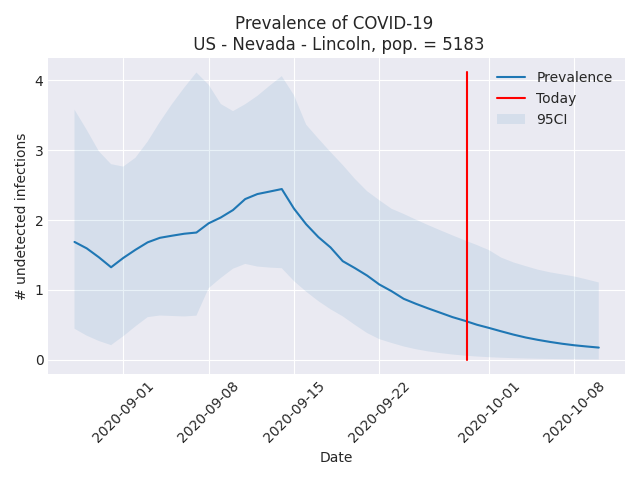 Prevalence of COVID-19
US - Nevada - Lincoln, pop. = 5183
Prevalence
Today
95CI
# undetected infections
4
3
2
1
0
2020-09-01
2020-09-08
2020-09-15
2020-09-22
2020-10-01
2020-10-08
Date